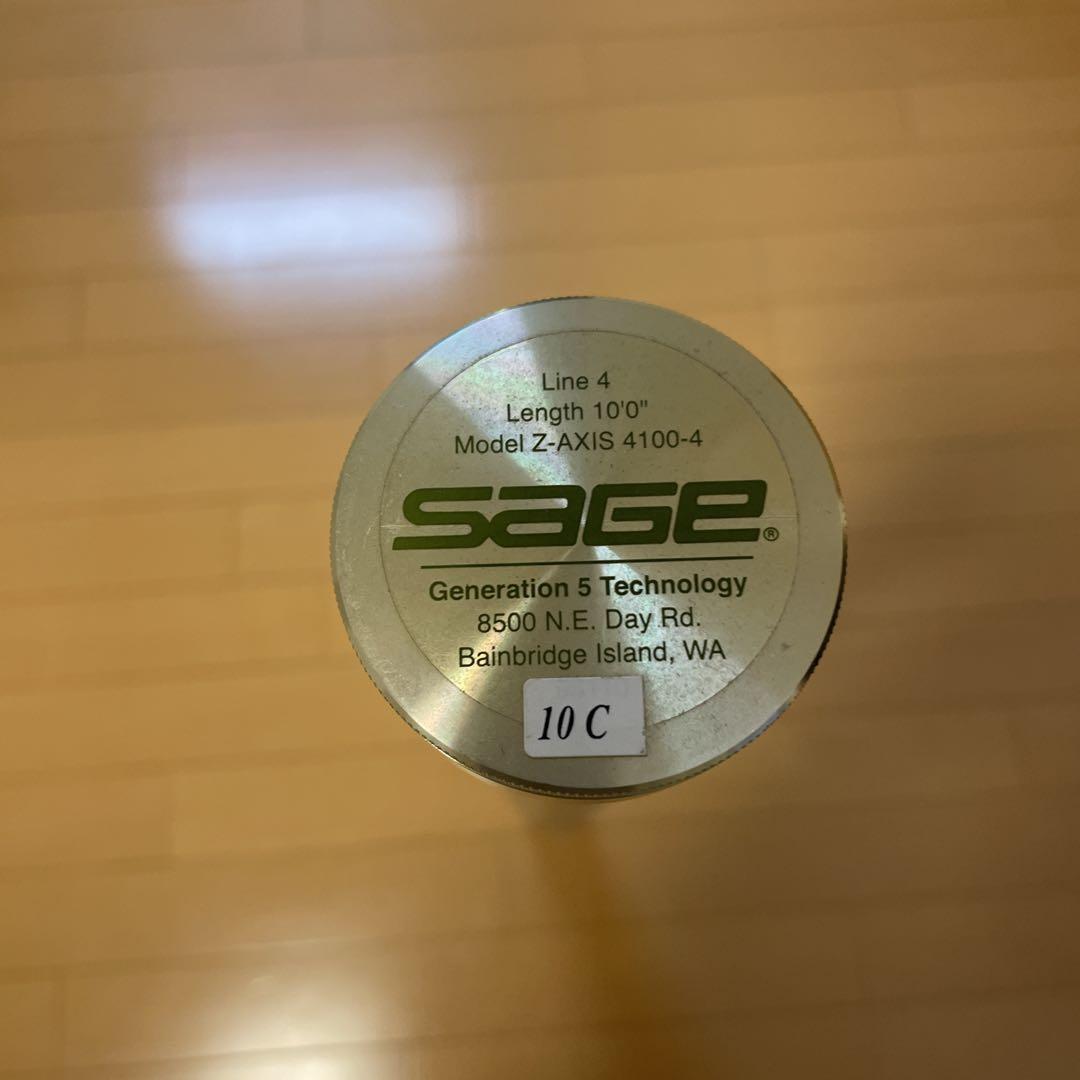 Line 4
Length 10'0"
Model Z-AXIS 4100-4
SAGE®
Generation 5 Technology
8500 N.E. Day Rd.
Bainbridge Island, WA
10 C